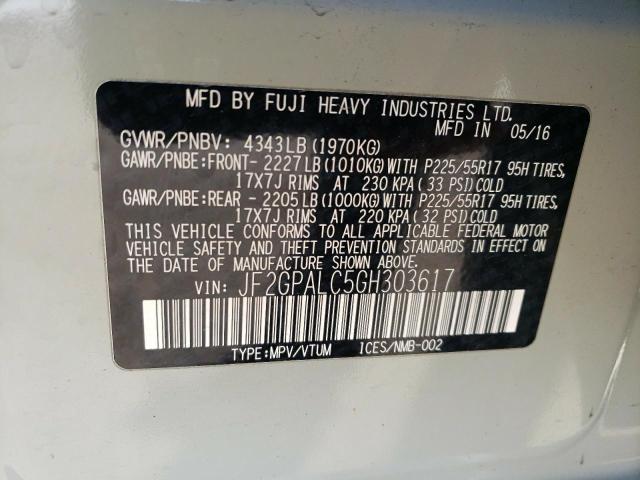 MFD BY FUJI HEAVY INDUSTRIES LTD.
MFD IN 05/16
GVWR/PNBV: 4343LB(1970KG)
GAWR/PNBE:FRONT- 2227LB(1010KG)WITH P225/55R17 95H TIRES,
17X7J RIMS AT 230 KPA( 33 PSI)COLD
GAWR/PNBE:REAR - 2205LB(1000KG)WITH P225/55R17 95H TIRES,
17X7J RIMS AT 220 KPA( 32 PSI)COLD
THIS VEHICLE CONFORMS TO ALL APPLICABLE FEDERAL MOTOR
VEHICLE SAFETY AND THEFT PREVENTION STANDARDS IN EFFECT ON
THE DATE OF MANUFACTURE SHOWN ABOVE.
VIN: JF2GPALC5GH303617
TYPE:MPV/VTUM ICES/NMB-002